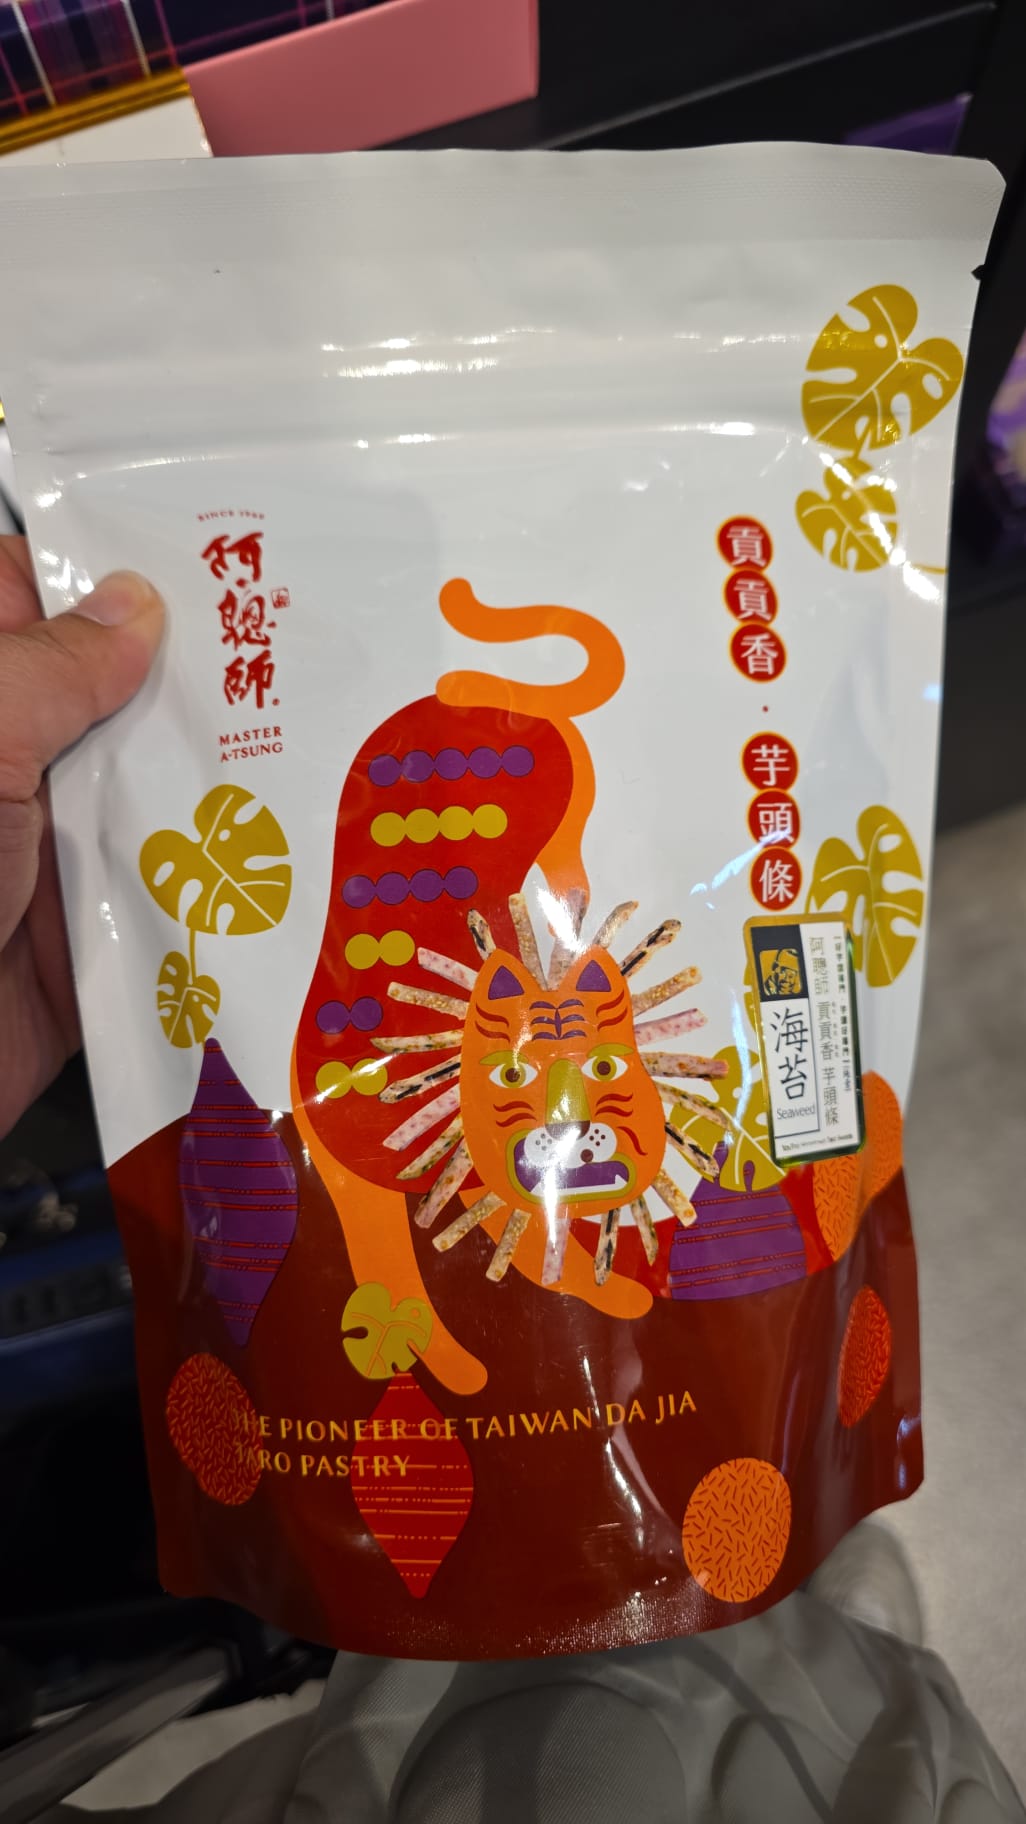 SINCE 1989
阿聰師
MASTER
A-TSUNG
貢貢香・芋頭條
阿聰師 貢貢香 芋頭條
海苔
Seaweed
THE PIONEER OF TAIWAN DA JIA
TARO PASTRY